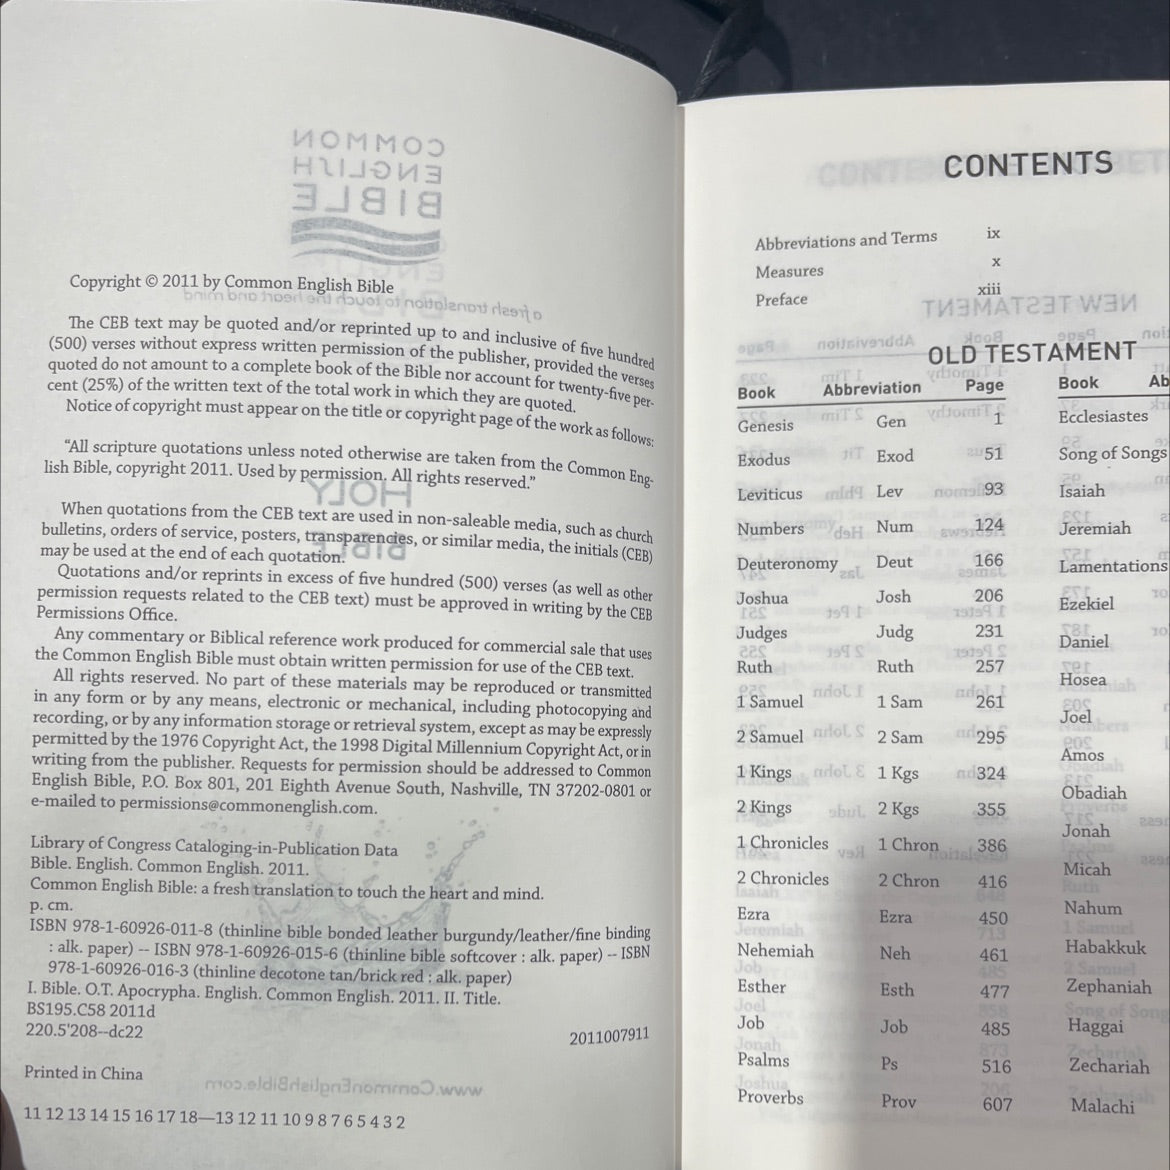 Copyright © 2011 by Common English Bible
The CEB text may be quoted and/or reprinted up to and inclusive of five hundred
(500) verses without express written permission of the publisher, provided the verses
quoted do not amount to a complete book of the Bible nor account for twenty-five per-
cent (25%) of the written text of the total work in which they are quoted.
Notice of copyright must appear on the title or copyright page of the work as follows:
“All scripture quotations unless noted otherwise are taken from the Common Eng-
lish Bible, copyright 2011. Used by permission. All rights reserved.”
When quotations from the CEB text are used in non-saleable media, such as church
bulletins, orders of service, posters, transparencies, or similar media, the initials (CEB)
may be used at the end of each quotation.
Quotations and/or reprints in excess of five hundred (500) verses (as well as other
permission requests related to the CEB text) must be approved in writing by the CEB
Permissions Office.
Any commentary or Biblical reference work produced for commercial sale that uses
the Common English Bible must obtain written permission for use of the CEB text.
All rights reserved. No part of these materials may be reproduced or transmitted
in any form or by any means, electronic or mechanical, including photocopying and
recording, or by any information storage or retrieval system, except as may be expressly
permitted by the 1976 Copyright Act, the 1998 Digital Millennium Copyright Act, or in
writing from the publisher. Requests for permission should be addressed to Common
English Bible, P.O. Box 801, 201 Eighth Avenue South, Nashville, TN 37202-0801 or
e-mailed to permissions@commonenglish.com.
Library of Congress Cataloging-in-Publication Data
Bible. English. Common English. 2011.
Common English Bible: a fresh translation to touch the heart and mind.
p. cm.
ISBN 978-1-60926-011-8 (thinline bible bonded leather burgundy/leather/fine binding
: alk. paper) -- ISBN 978-1-60926-015-6 (thinline bible softcover : alk. paper) -- ISBN
978-1-60926-016-3 (thinline decotone tan/brick red : alk. paper)
I. Bible. O.T. Apocrypha. English. Common English. 2011. II. Title.
BS195.C58 2011d
220.5'208--dc22 2011007911
Printed in China
11 12 13 14 15 16 17 18—13 12 11 10 9 8 7 6 5 4 3 2
CONTENTS
Abbreviations and Terms ix
Measures x
Preface xiii
OLD TESTAMENT
Book Abbreviation Page
Genesis Gen 1
Exodus Exod 51
Leviticus Lev 93
Numbers Num 124
Deuteronomy Deut 166
Joshua Josh 206
Judges Judg 231
Ruth Ruth 257
1 Samuel 1 Sam 261
2 Samuel 2 Sam 295
1 Kings 1 Kgs 324
2 Kings 2 Kgs 355
1 Chronicles 1 Chron 386
2 Chronicles 2 Chron 416
Ezra Ezra 450
Nehemiah Neh 461
Esther Esth 477
Job Job 485
Psalms Ps 516
Proverbs Prov 607
Book Ab
Ecclesiastes
Song of Songs
Isaiah
Jeremiah
Lamentations
Ezekiel
Daniel
Hosea
Joel
Amos
Obadiah
Jonah
Micah
Nahum
Habakkuk
Zephaniah
Haggai
Zechariah
Malachi